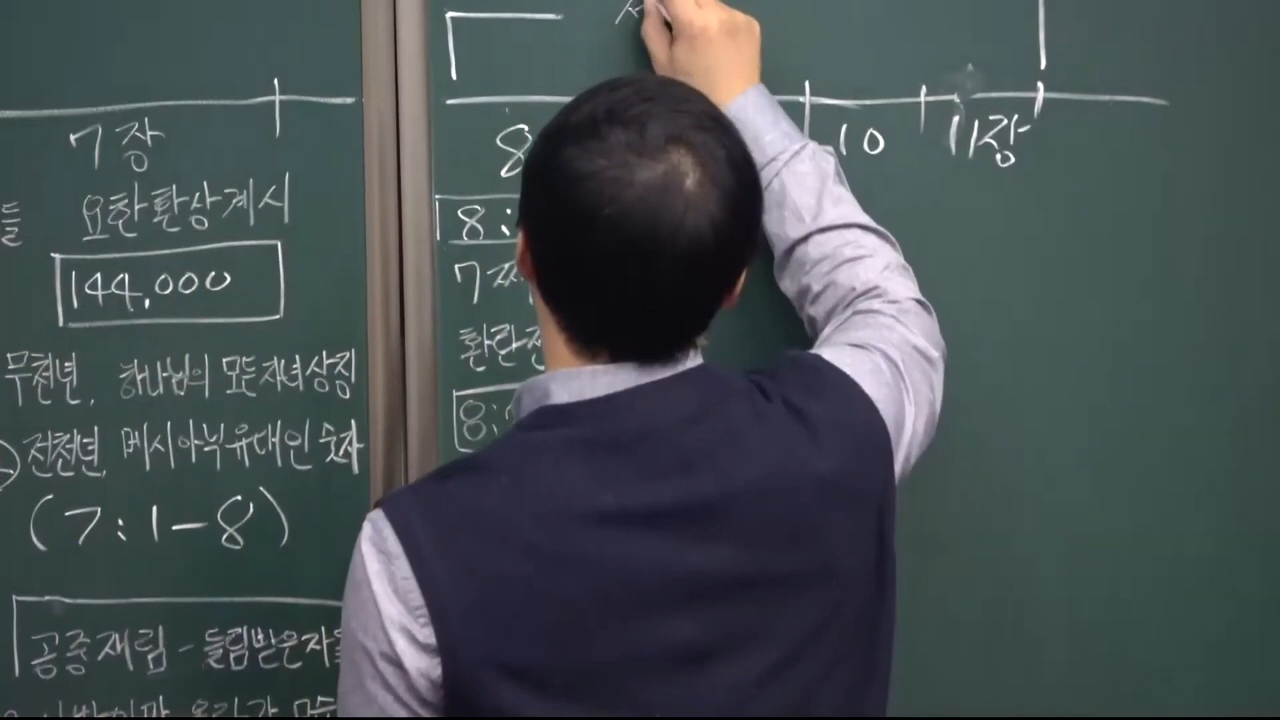 7장
들 요한환상계시
144,000
무천년, 하나님의 모든자녀상징
전천년, 메시아닉유대인 숫자
(7:1-8)
공중재림 - 들림받은자들
8
10
11장
8:
7째
환란전
8: